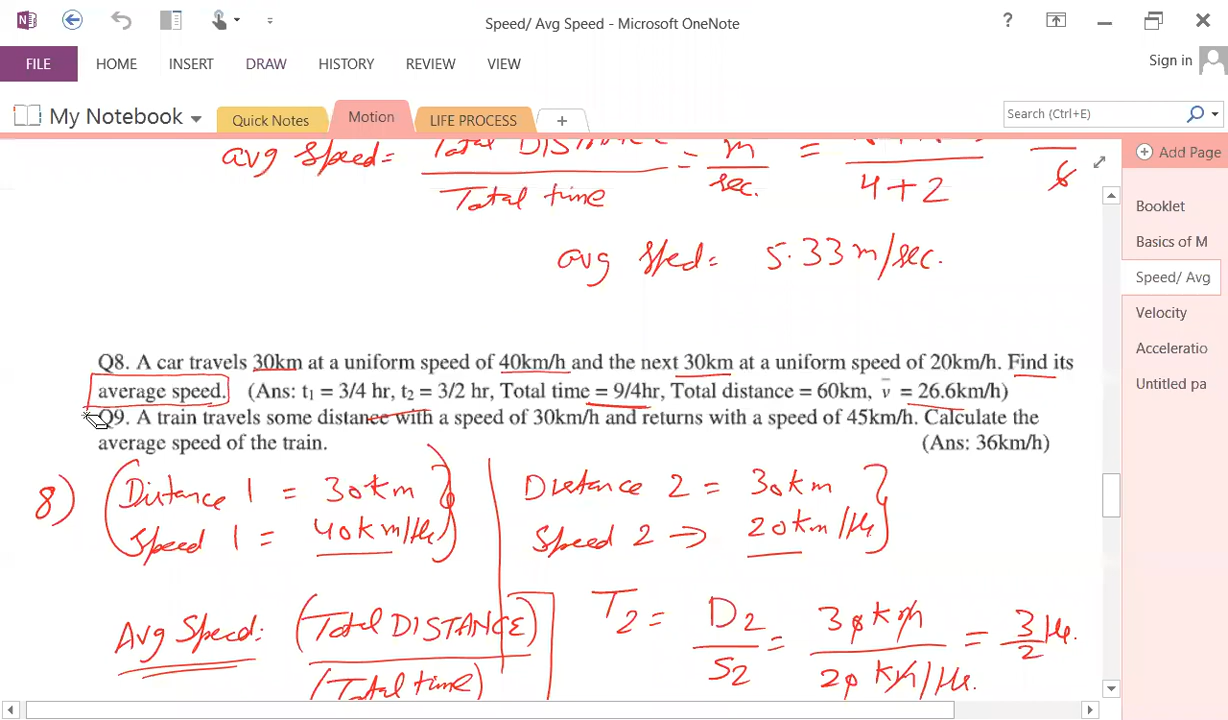 Speed/ Avg Speed - Microsoft OneNote
?
Sign in
FILE HOME INSERT DRAW HISTORY REVIEW VIEW
My Notebook
Quick Notes
Motion
LIFE PROCESS
+
Search (Ctrl+E)
Add Page
Booklet
Basics of M
Speed/ Avg
Velocity
Acceleratio
Untitled pa
avg Speed = Total DISTANCE / Total time = m / sec. = 4+2 6
avg Sped = 5.33 m/sec.
Q8. A car travels 30km at a uniform speed of 40km/h and the next 30km at a uniform speed of 20km/h. Find its
average speed. (Ans: t₁ = 3/4 hr, t₂ = 3/2 hr, Total time = 9/4hr, Total distance = 60km, v̄ = 26.6km/h)
Q9. A train travels some distance with a speed of 30km/h and returns with a speed of 45km/h. Calculate the
average speed of the train. (Ans: 36km/h)
8) Distance 1 = 30km
Speed 1 = 40km/Hr
Distance 2 = 30km
Speed 2 → 20km/Hr
Avg Speed: (Total DISTANCE) / (Total time)
T2 = D2 / S2 = 30 km / 20 km/Hr. = 3/2 Hr.